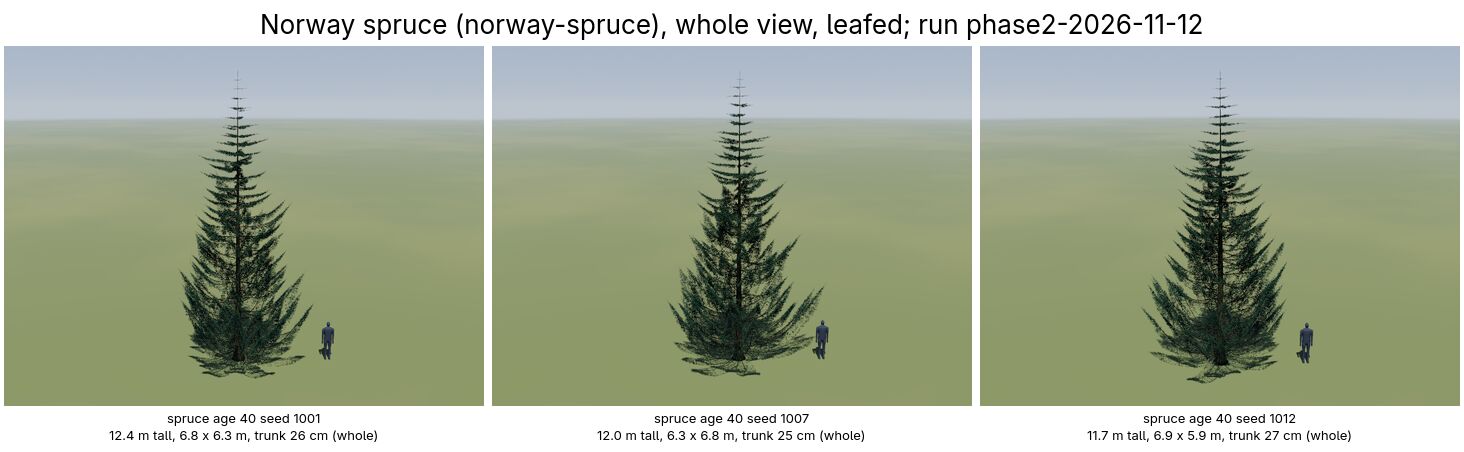 Norway spruce (norway-spruce), whole view, leafed; run phase2-2026-11-12
spruce age 40 seed 1001
12.4 m tall, 6.8 x 6.3 m, trunk 26 cm (whole)
spruce age 40 seed 1007
12.0 m tall, 6.3 x 6.8 m, trunk 25 cm (whole)
spruce age 40 seed 1012
11.7 m tall, 6.9 x 5.9 m, trunk 27 cm (whole)